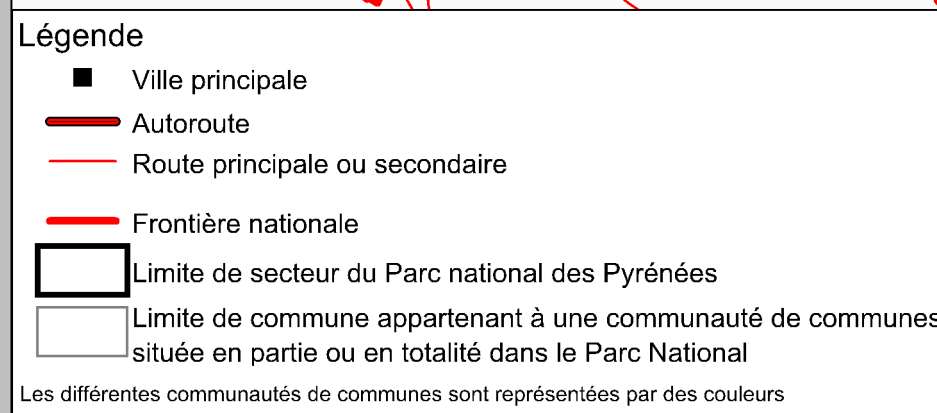 Légende
Ville principale
Autoroute
Route principale ou secondaire
Frontière nationale
Limite de secteur du Parc national des Pyrénées
Limite de commune appartenant à une communauté de communes
située en partie ou en totalité dans le Parc National
Les différentes communautés de communes sont représentées par des couleurs